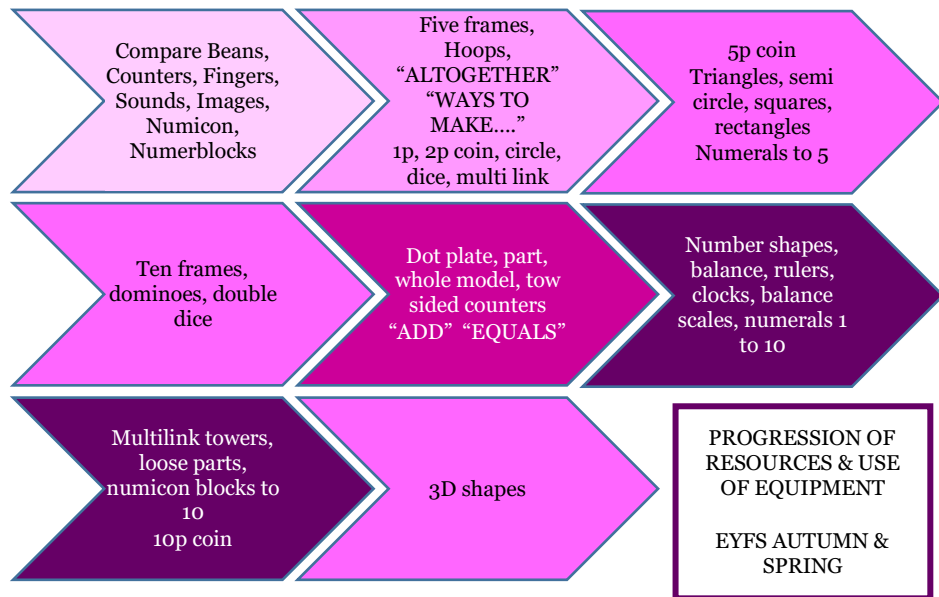 Compare Beans,
Counters, Fingers,
Sounds, Images,
Numicon,
Numerblocks
Five frames,
Hoops,
“ALTOGETHER”
“WAYS TO
MAKE….”
1p, 2p coin, circle,
dice, multi link
5p coin
Triangles, semi
circle, squares,
rectangles
Numerals to 5
Ten frames,
dominoes, double
dice
Dot plate, part,
whole model, tow
sided counters
“ADD” “EQUALS”
Number shapes,
balance, rulers,
clocks, balance
scales, numerals 1
to 10
Multilink towers,
loose parts,
numicon blocks to
10
10p coin
3D shapes
PROGRESSION OF
RESOURCES & USE
OF EQUIPMENT
EYFS AUTUMN &
SPRING